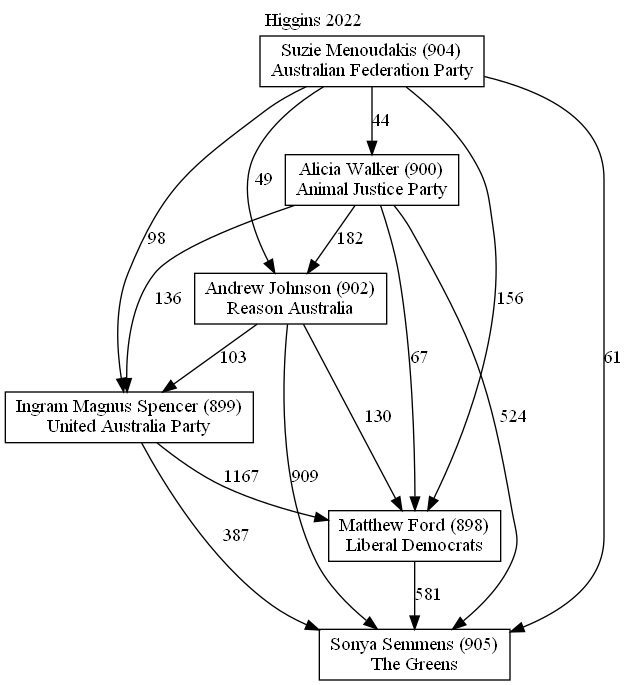 Higgins 2022
Suzie Menoudakis (904)
Australian Federation Party
44
Alicia Walker (900)
Animal Justice Party
49
182
98
136
Andrew Johnson (902)
Reason Australia
156
67
61
103
130
524
Ingram Magnus Spencer (899)
United Australia Party
1167
909
387
Matthew Ford (898)
Liberal Democrats
581
Sonya Semmens (905)
The Greens